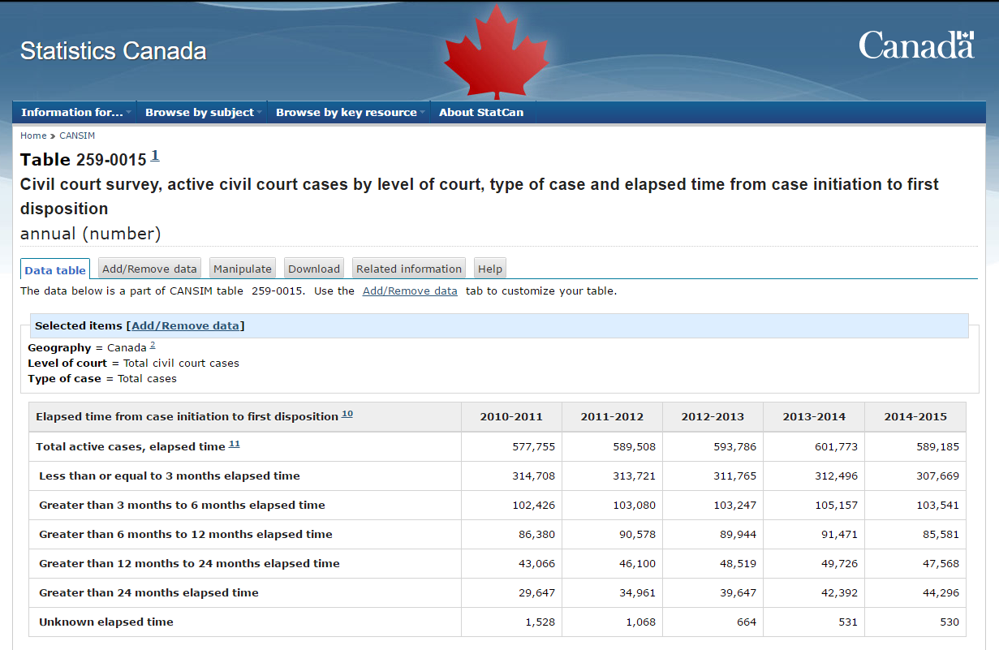 Statistics Canada
Canada
Information for... Browse by subject Browse by key resource About StatCan
Home » CANSIM
Table 259-0015 1
Civil court survey, active civil court cases by level of court, type of case and elapsed time from case initiation to first
disposition
annual (number)
Data table Add/Remove data Manipulate Download Related information Help
The data below is a part of CANSIM table 259-0015. Use the Add/Remove data tab to customize your table.
Selected items [Add/Remove data]
Geography = Canada 2
Level of court = Total civil court cases
Type of case = Total cases
Elapsed time from case initiation to first disposition 10 2010-2011 2011-2012 2012-2013 2013-2014 2014-2015
Total active cases, elapsed time 11 577,755 589,508 593,786 601,773 589,185
Less than or equal to 3 months elapsed time 314,708 313,721 311,765 312,496 307,669
Greater than 3 months to 6 months elapsed time 102,426 103,080 103,247 105,157 103,541
Greater than 6 months to 12 months elapsed time 86,380 90,578 89,944 91,471 85,581
Greater than 12 months to 24 months elapsed time 43,066 46,100 48,519 49,726 47,568
Greater than 24 months elapsed time 29,647 34,961 39,647 42,392 44,296
Unknown elapsed time 1,528 1,068 664 531 530